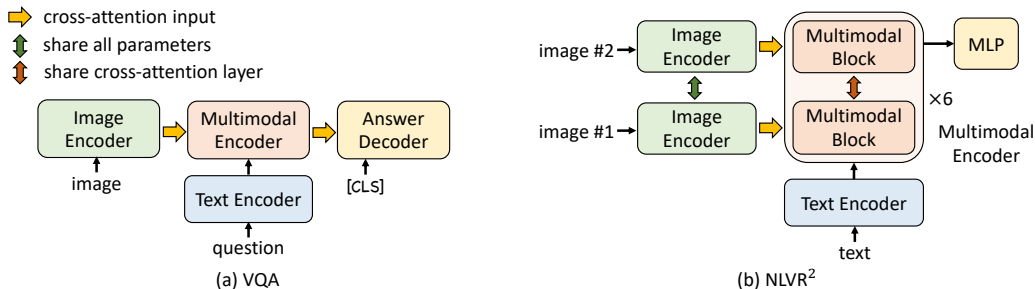 cross-attention input
share all parameters
share cross-attention layer
Image
Encoder
Multimodal
Encoder
Answer
Decoder
image
[CLS]
Text Encoder
question
(a) VQA
image #2
Image
Encoder
Multimodal
Block
MLP
image #1
Image
Encoder
Multimodal
Block
×6
Multimodal
Encoder
Text Encoder
text
(b) NLVR²